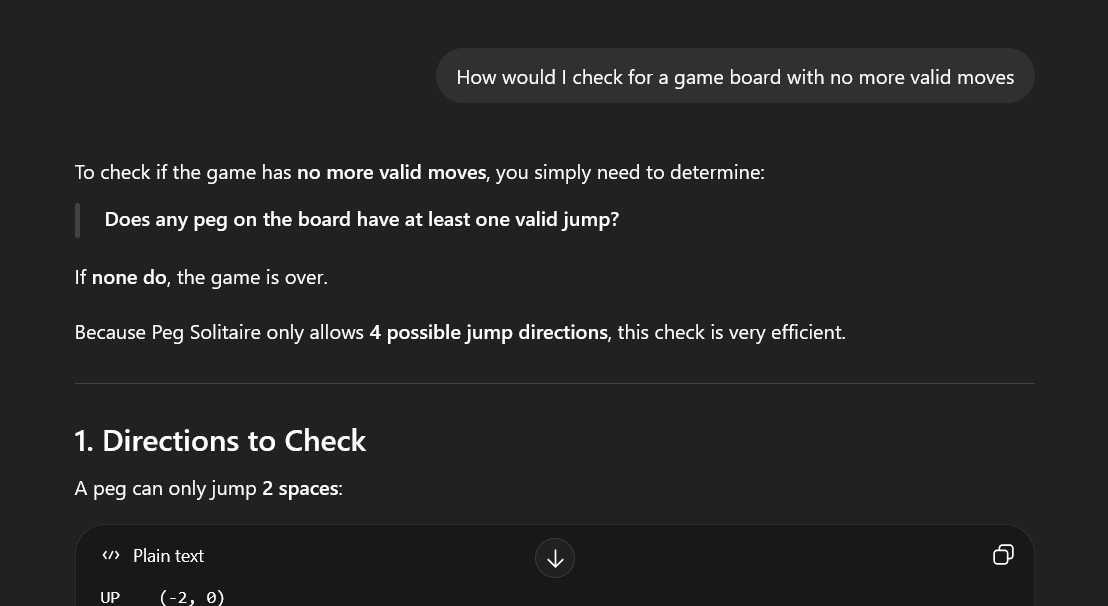 How would I check for a game board with no more valid moves
To check if the game has no more valid moves, you simply need to determine:
Does any peg on the board have at least one valid jump?
If none do, the game is over.
Because Peg Solitaire only allows 4 possible jump directions, this check is very efficient.
1. Directions to Check
A peg can only jump 2 spaces:
Plain text
UP    (-2, 0)